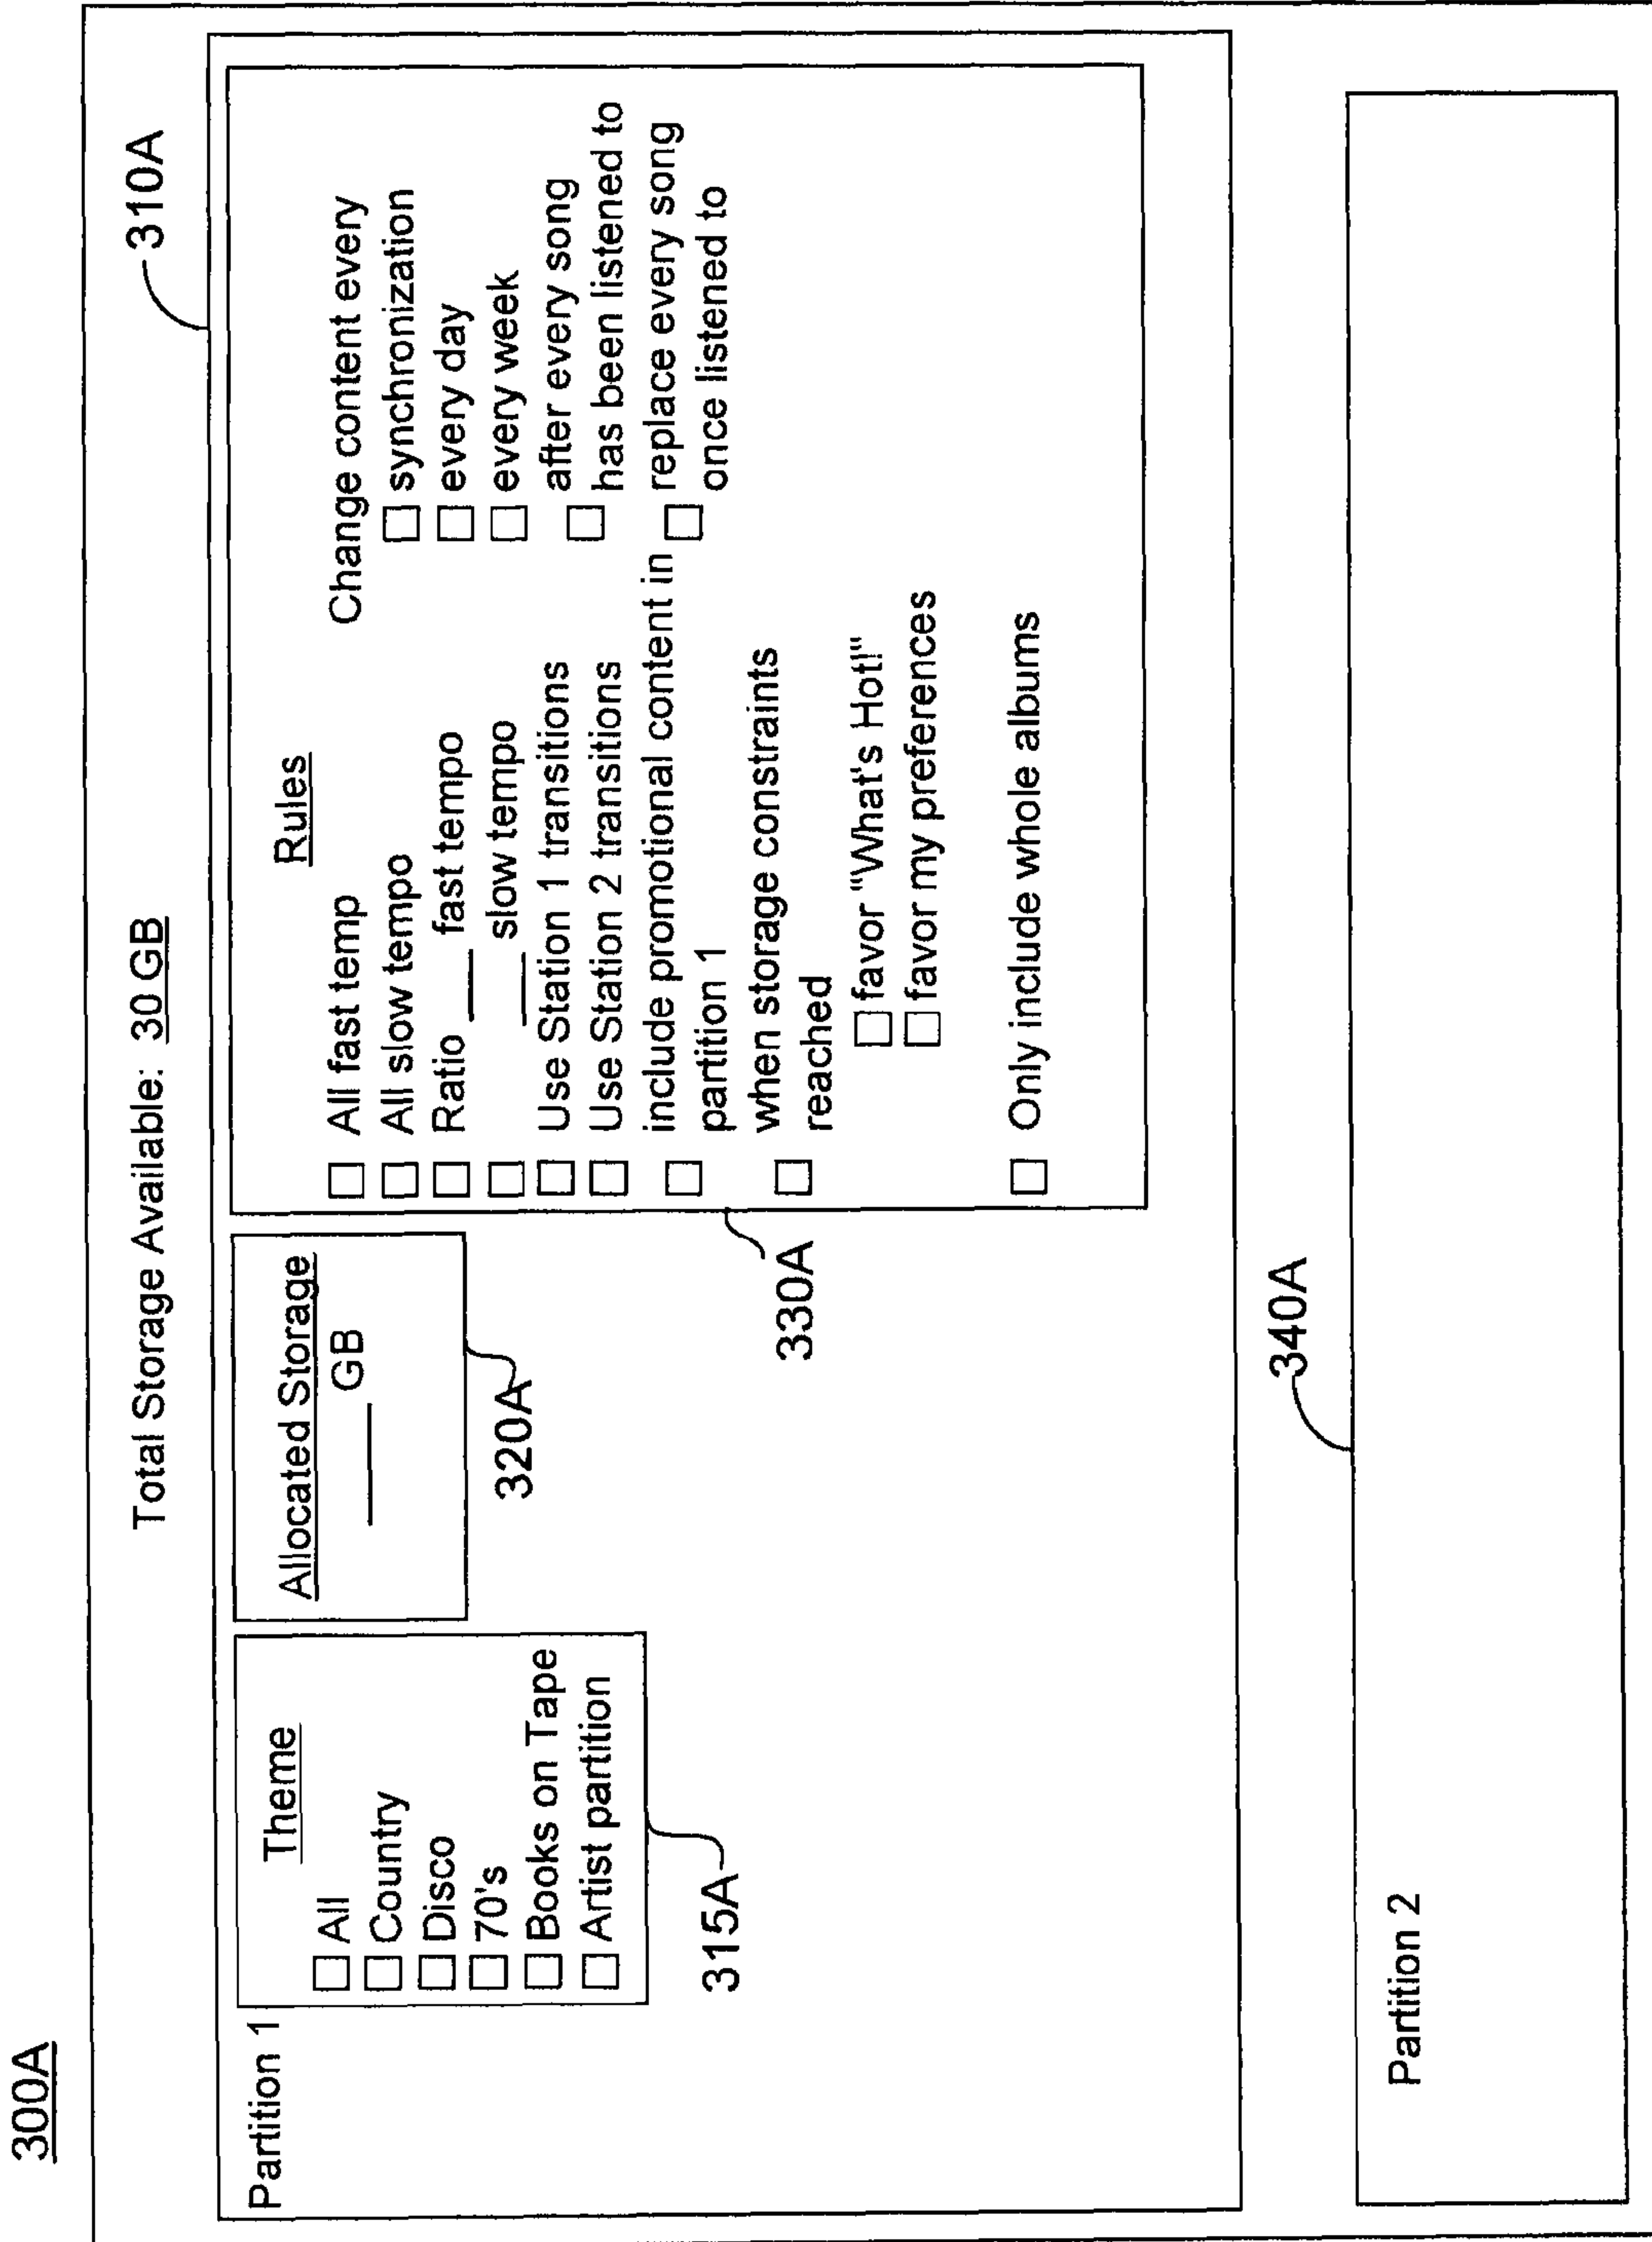 300A
Total Storage Available: 30 GB
310A
Partition 1
Theme
All
Country
Disco
70's
Books on Tape
Artist partition
315A
Allocated Storage
GB
320A
Rules
All fast temp
All slow tempo
Ratio ___ fast tempo
___ slow tempo
Use Station 1 transitions
Use Station 2 transitions
include promotional content in
partition 1
when storage constraints
reached
favor "What's Hot!"
favor my preferences
Only include whole albums
Change content every
synchronization
every day
every week
after every song
has been listened to
replace every song
once listened to
330A
340A
Partition 2